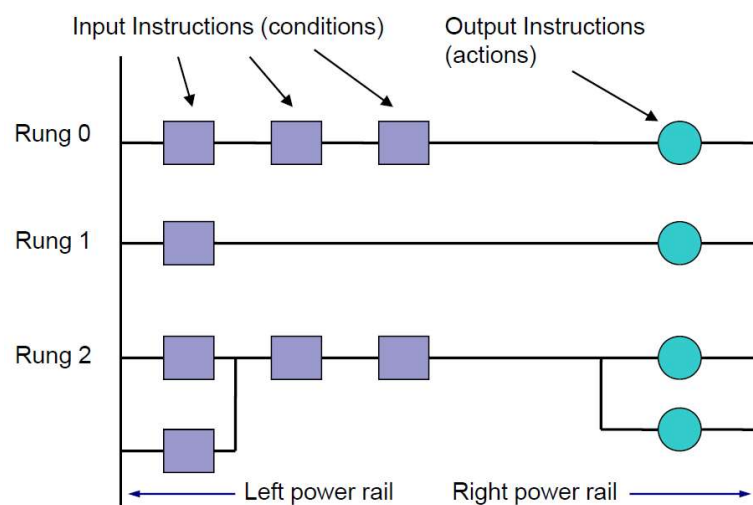 Input Instructions (conditions)
Output Instructions
(actions)
Rung 0
Rung 1
Rung 2
Left power rail
Right power rail